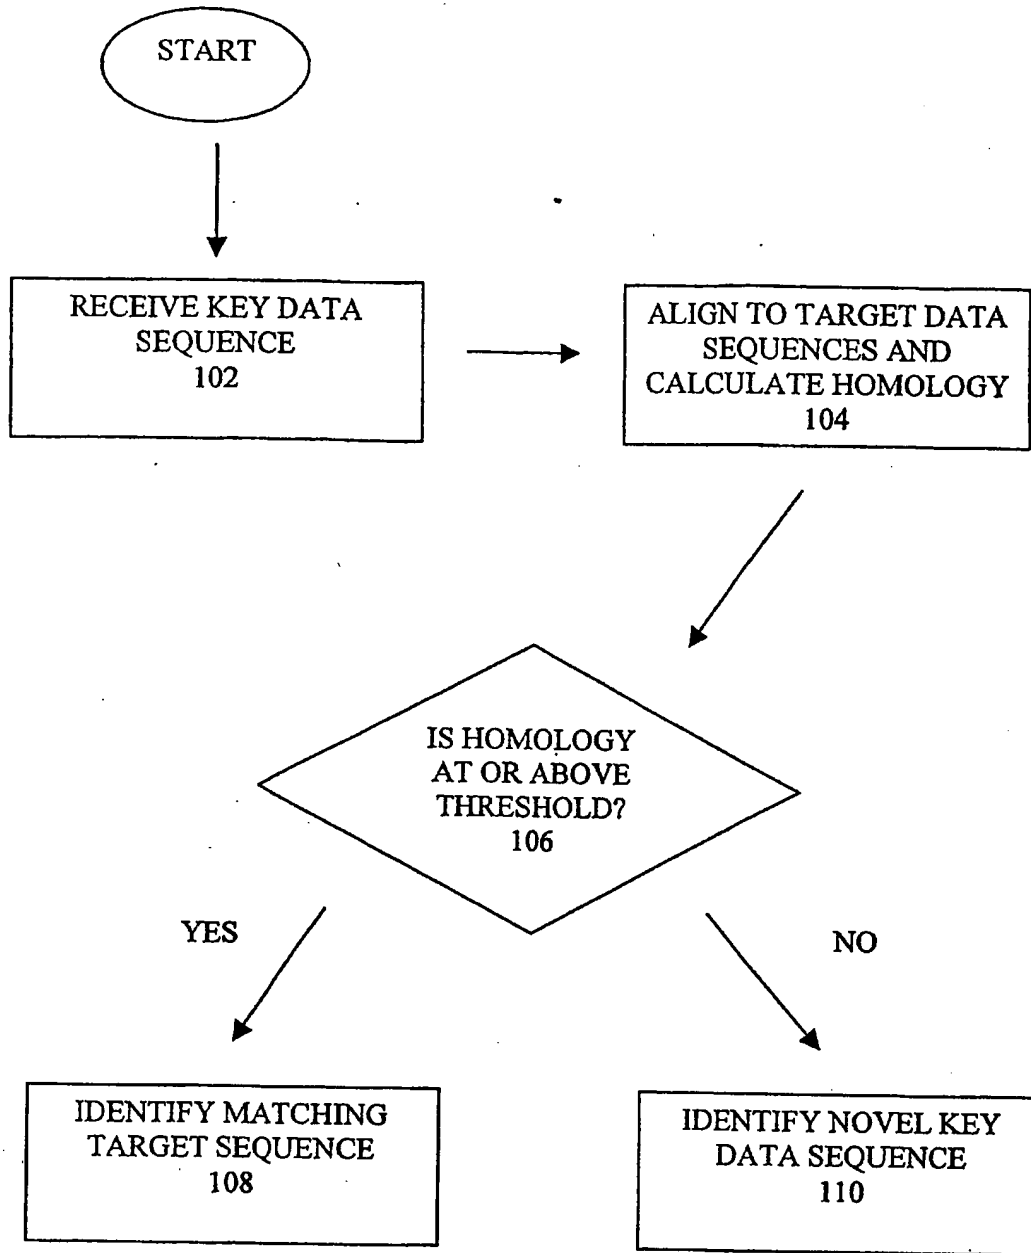 START
RECEIVE KEY DATA
SEQUENCE
102
ALIGN TO TARGET DATA
SEQUENCES AND
CALCULATE HOMOLOGY
104
IS HOMOLOGY
AT OR ABOVE
THRESHOLD?
106
YES
NO
IDENTIFY MATCHING
TARGET SEQUENCE
108
IDENTIFY NOVEL KEY
DATA SEQUENCE
110